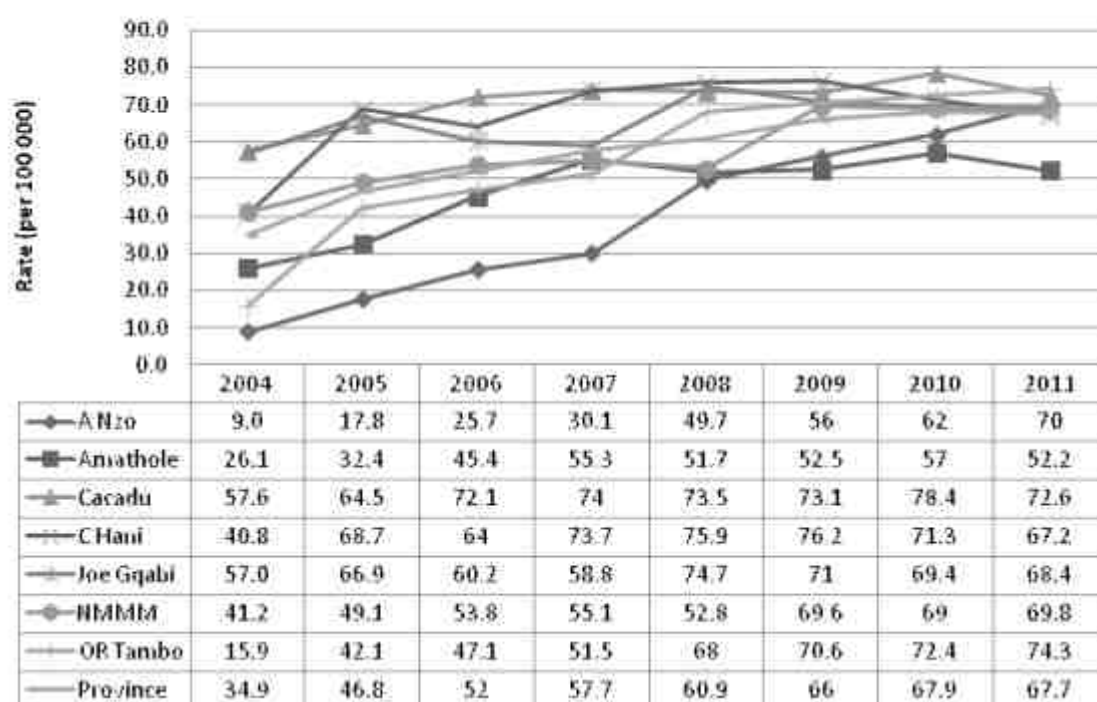 90.0
80.0
70.0
60.0
50.0
40.0
30.0
20.0
10.0
0.0
Rate (per 100 000)
2004 2005 2006 2007 2008 2009 2010 2011
A Nzo 9.0 17.8 25.7 30.1 49.7 56 62 70
Amathole 26.1 32.4 45.4 55.3 51.7 52.5 57 52.2
Cacadu 57.6 64.5 72.1 74 73.5 73.1 78.4 72.6
C Hani 40.8 68.7 64 73.7 75.9 76.2 71.3 67.2
Joe Gqabi 57.0 66.9 60.2 58.8 74.7 71 69.4 68.4
NMMM 41.2 49.1 53.8 55.1 52.8 69.6 69 69.8
OR Tambo 15.9 42.1 47.1 51.5 68 70.6 72.4 74.3
Province 34.9 46.8 52 57.7 60.9 66 67.9 67.7